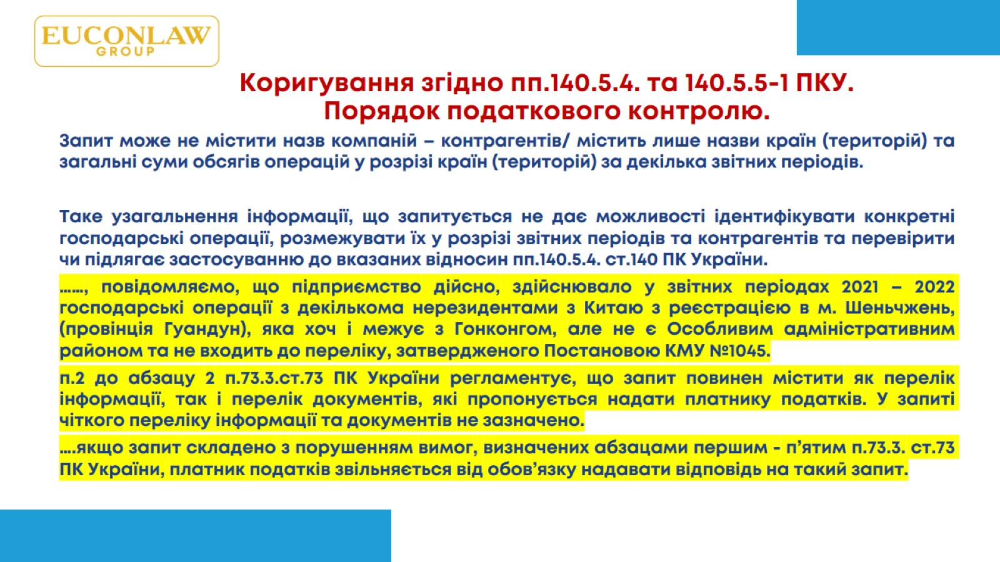 EUCONLAW
GROUP
Коригування згідно пп.140.5.4. та 140.5.5-1 ПКУ.
Порядок податкового контролю.
Запит може не містити назв компаній – контрагентів/ містить лише назви країн (територій) та
загальні суми обсягів операцій у розрізі країн (територій) за декілька звітних періодів.
Таке узагальнення інформації, що запитується не дає можливості ідентифікувати конкретні
господарські операції, розмежувати їх у розрізі звітних періодів та контрагентів та перевірити
чи підлягає застосуванню до вказаних відносин пп.140.5.4. ст.140 ПК України.
……, повідомляємо, що підприємство дійсно, здійснювало у звітних періодах 2021 – 2022
господарські операції з декількома нерезидентами з Китаю з реєстрацією в м. Шеньчжень,
(провінція Гуандун), яка хоч і межує з Гонконгом, але не є Особливим адміністративним
районом та не входить до переліку, затвердженого Постановою КМУ №1045.
п.2 до абзацу 2 п.73.3.ст.73 ПК України регламентує, що запит повинен містити як перелік
інформації, так і перелік документів, які пропонується надати платнику податків. У запиті
чіткого переліку інформації та документів не зазначено.
….якщо запит складено з порушенням вимог, визначених абзацами першим - п’ятим п.73.3. ст.73
ПК України, платник податків звільняється від обов’язку надавати відповідь на такий запит.